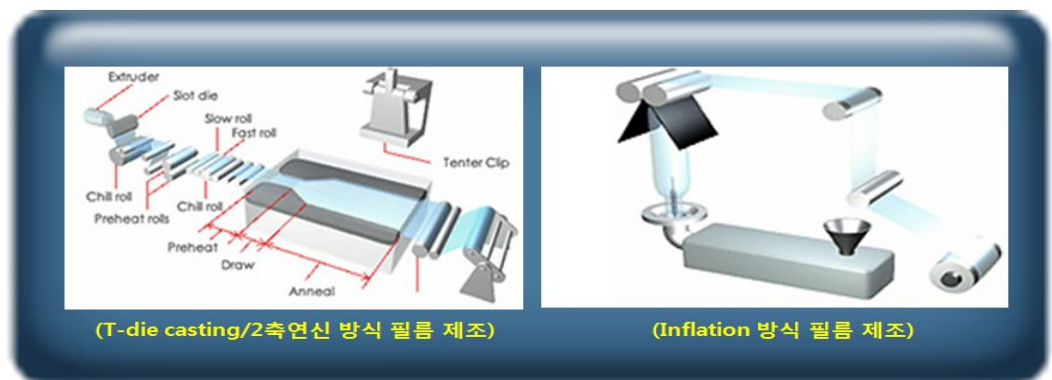 Extruder
Slot die
Slow roll
Fast roll
Tenter Clip
Chill roll
Preheat rolls
Chill roll
Preheat
Draw
Anneal
(T-die casting/2축연신 방식 필름 제조)
(Inflation 방식 필름 제조)